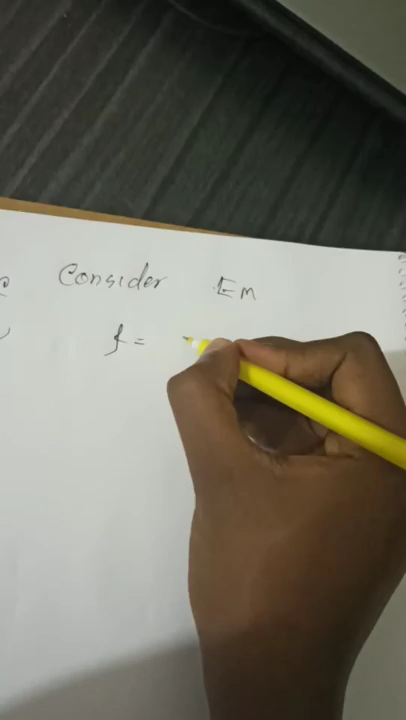 Consider EM
f =